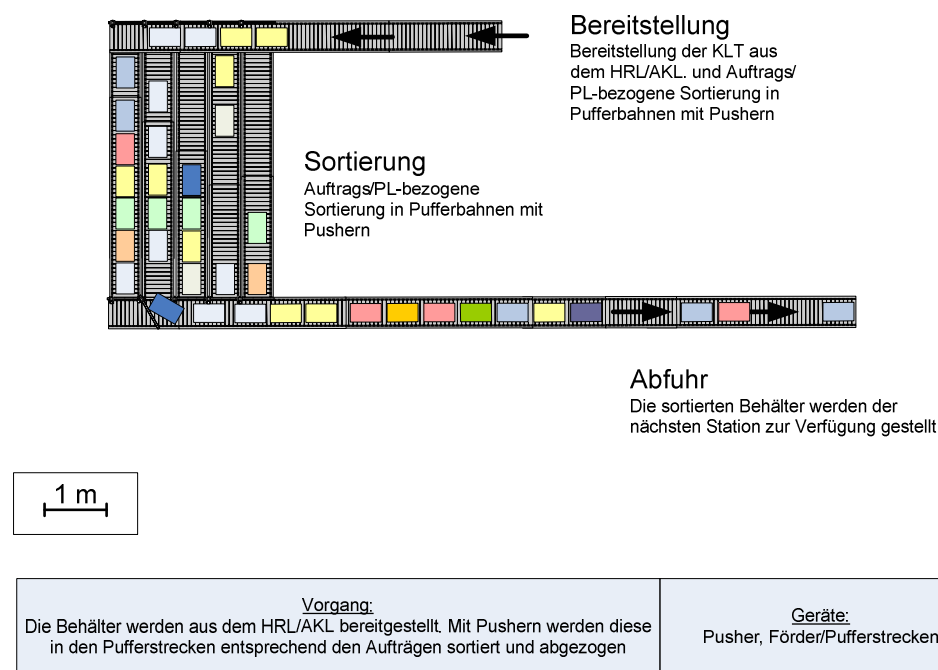 Bereitstellung
Bereitstellung der KLT aus
dem HRL/AKL. und Auftrags/
PL-bezogene Sortierung in
Pufferbahnen mit Pushern
Sortierung
Auftrags/PL-bezogene
Sortierung in Pufferbahnen mit
Pushern
Abfuhr
Die sortierten Behälter werden der
nächsten Station zur Verfügung gestellt
1 m
Vorgang:
Die Behälter werden aus dem HRL/AKL bereitgestellt. Mit Pushern werden diese
in den Pufferstrecken entsprechend den Aufträgen sortiert und abgezogen
Geräte:
Pusher, Förder/Pufferstrecken